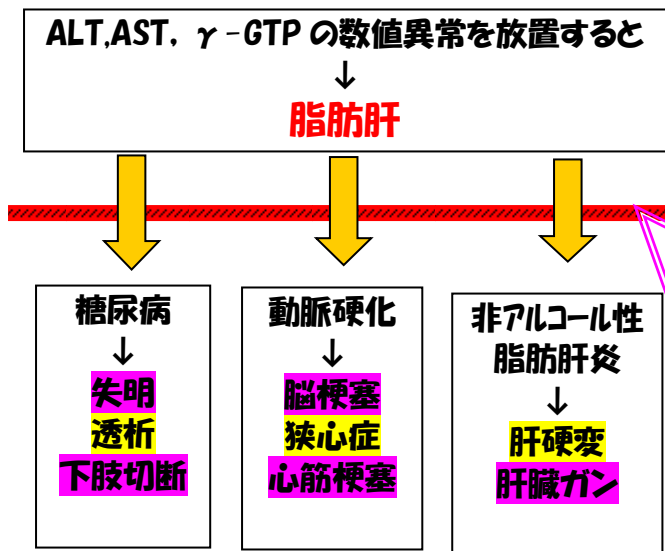 ALT,AST, γ-GTPの数値異常を放置すると
↓
脂肪肝
糖尿病
↓
失明
透析
下肢切断
動脈硬化
↓
脳梗塞
狭心症
心筋梗塞
非アルコール性
脂肪肝炎
↓
肝硬変
肝臓ガン